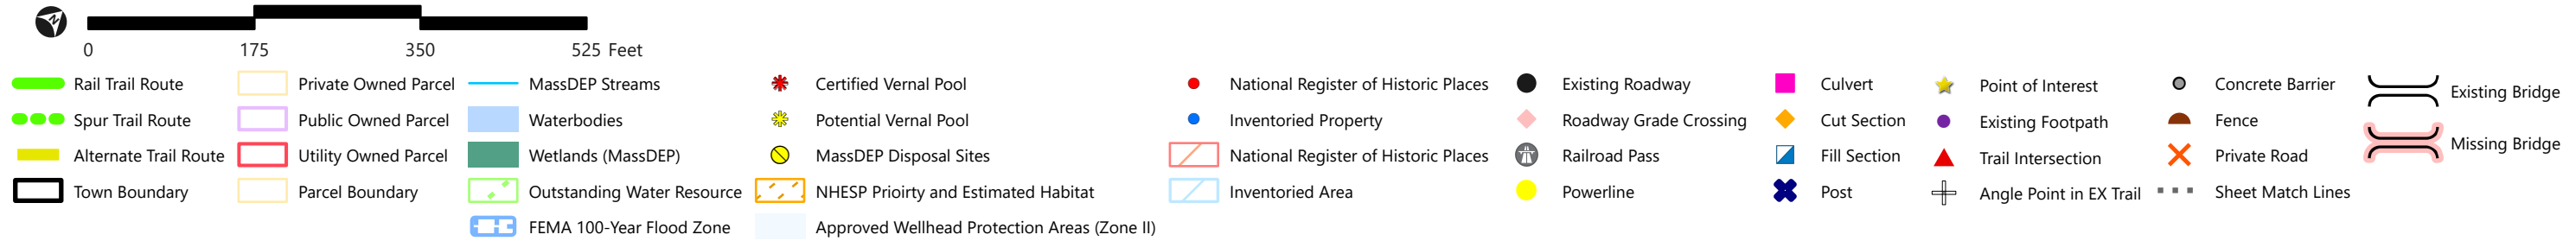 0 175 350 525 Feet
Rail Trail Route
Spur Trail Route
Alternate Trail Route
Town Boundary
Private Owned Parcel
Public Owned Parcel
Utility Owned Parcel
Parcel Boundary
MassDEP Streams
Waterbodies
Wetlands (MassDEP)
Outstanding Water Resource
FEMA 100-Year Flood Zone
Certified Vernal Pool
Potential Vernal Pool
MassDEP Disposal Sites
NHESP Prioirty and Estimated Habitat
Approved Wellhead Protection Areas (Zone II)
National Register of Historic Places
Inventoried Property
National Register of Historic Places
Inventoried Area
Existing Roadway
Roadway Grade Crossing
Railroad Pass
Powerline
Culvert
Cut Section
Fill Section
Post
Point of Interest
Existing Footpath
Trail Intersection
Angle Point in EX Trail
Concrete Barrier
Fence
Private Road
Sheet Match Lines
Existing Bridge
Missing Bridge